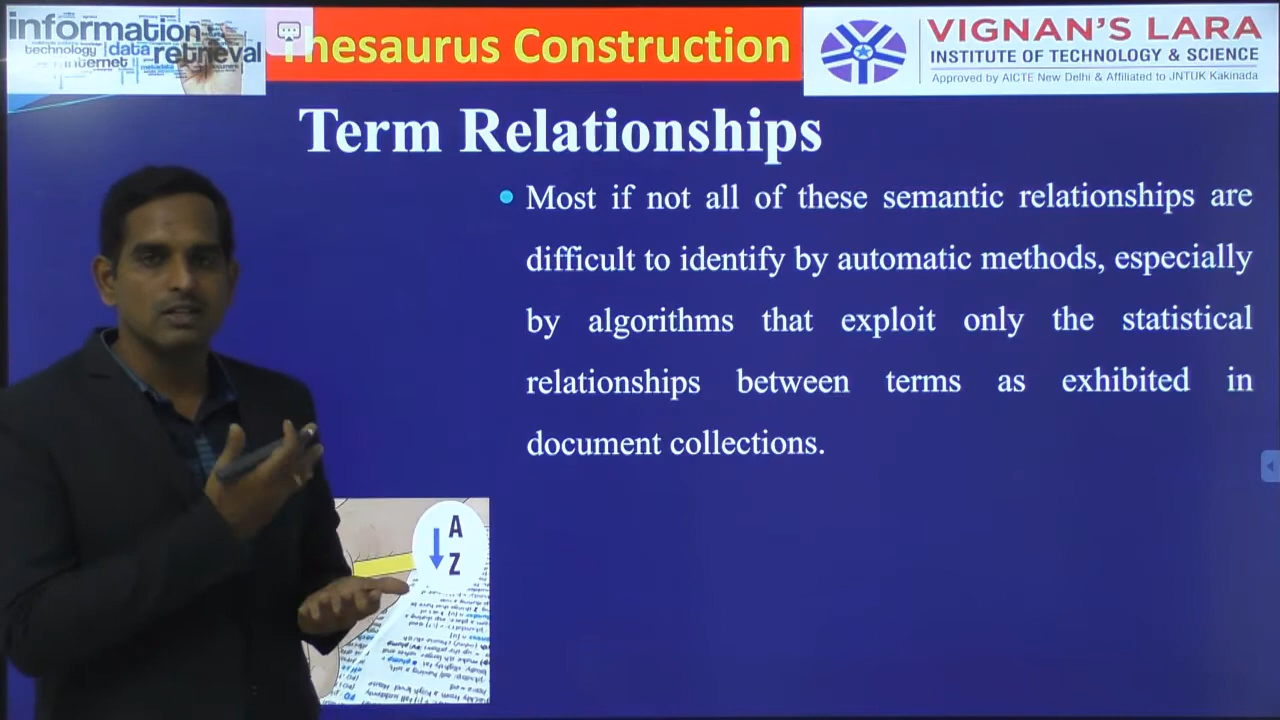 information
technology data retrieval
internet
Thesaurus Construction
VIGNAN'S LARA
INSTITUTE OF TECHNOLOGY & SCIENCE
Approved by AICTE New Delhi & Affiliated to JNTUK Kakinada
Term Relationships
Most if not all of these semantic relationships are
difficult to identify by automatic methods, especially
by algorithms that exploit only the statistical
relationships between terms as exhibited in
document collections.
A
Z